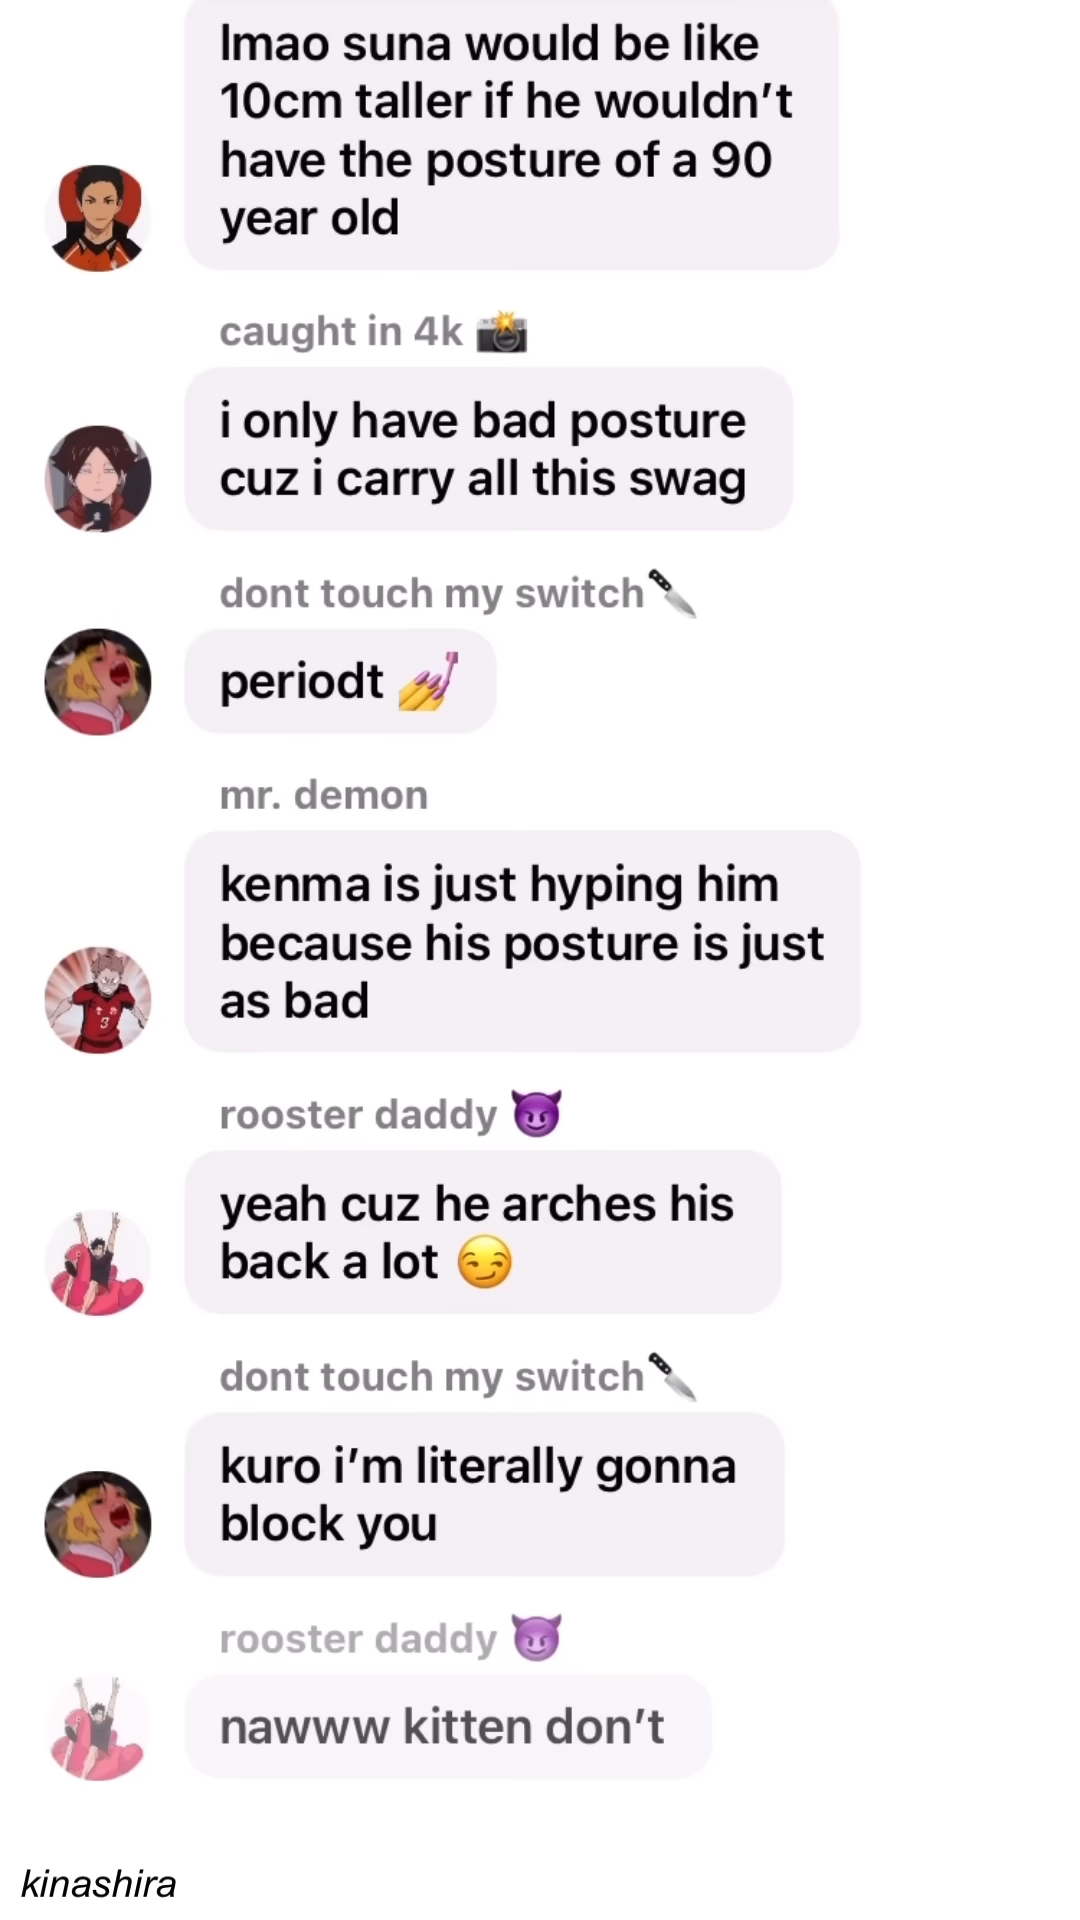 lmao suna would be like
10cm taller if he wouldn’t
have the posture of a 90
year old
caught in 4k 📸
i only have bad posture
cuz i carry all this swag
dont touch my switch🔪
periodt 💅
mr. demon
kenma is just hyping him
because his posture is just
as bad
rooster daddy 😈
yeah cuz he arches his
back a lot 😏
dont touch my switch🔪
kuro i’m literally gonna
block you
rooster daddy 😈
nawww kitten don’t
kinashira